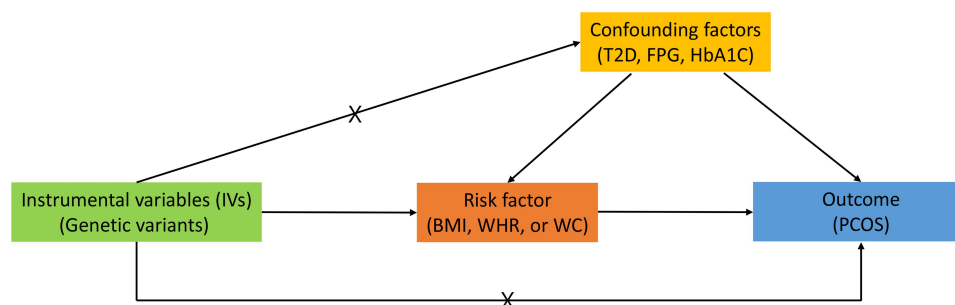 Confounding factors
(T2D, FPG, HbA1C)
X
Instrumental variables (IVs)
(Genetic variants)
Risk factor
(BMI, WHR, or WC)
Outcome
(PCOS)
X